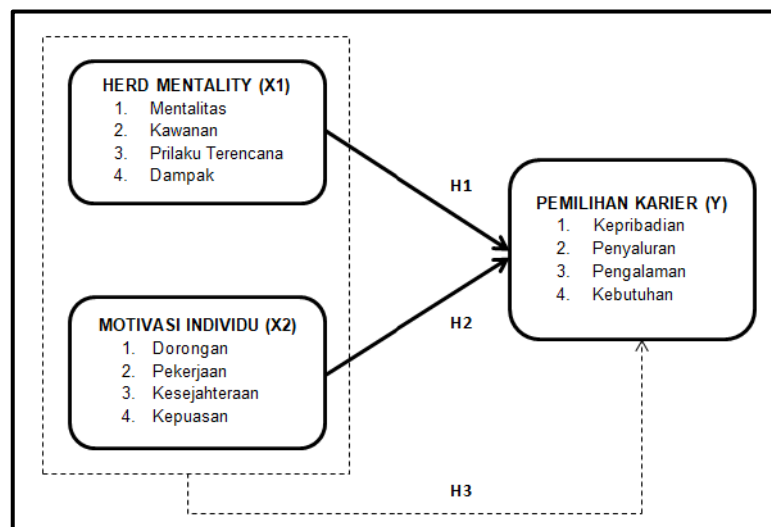 HERD MENTALITY (X1)
1. Mentalitas
2. Kawanan
3. Prilaku Terencana
4. Dampak
H1
PEMILIHAN KARIER (Y)
1. Kepribadian
2. Penyaluran
3. Pengalaman
4. Kebutuhan
MOTIVASI INDIVIDU (X2)
1. Dorongan
2. Pekerjaan
3. Kesejahteraan
4. Kepuasan
H2
H3